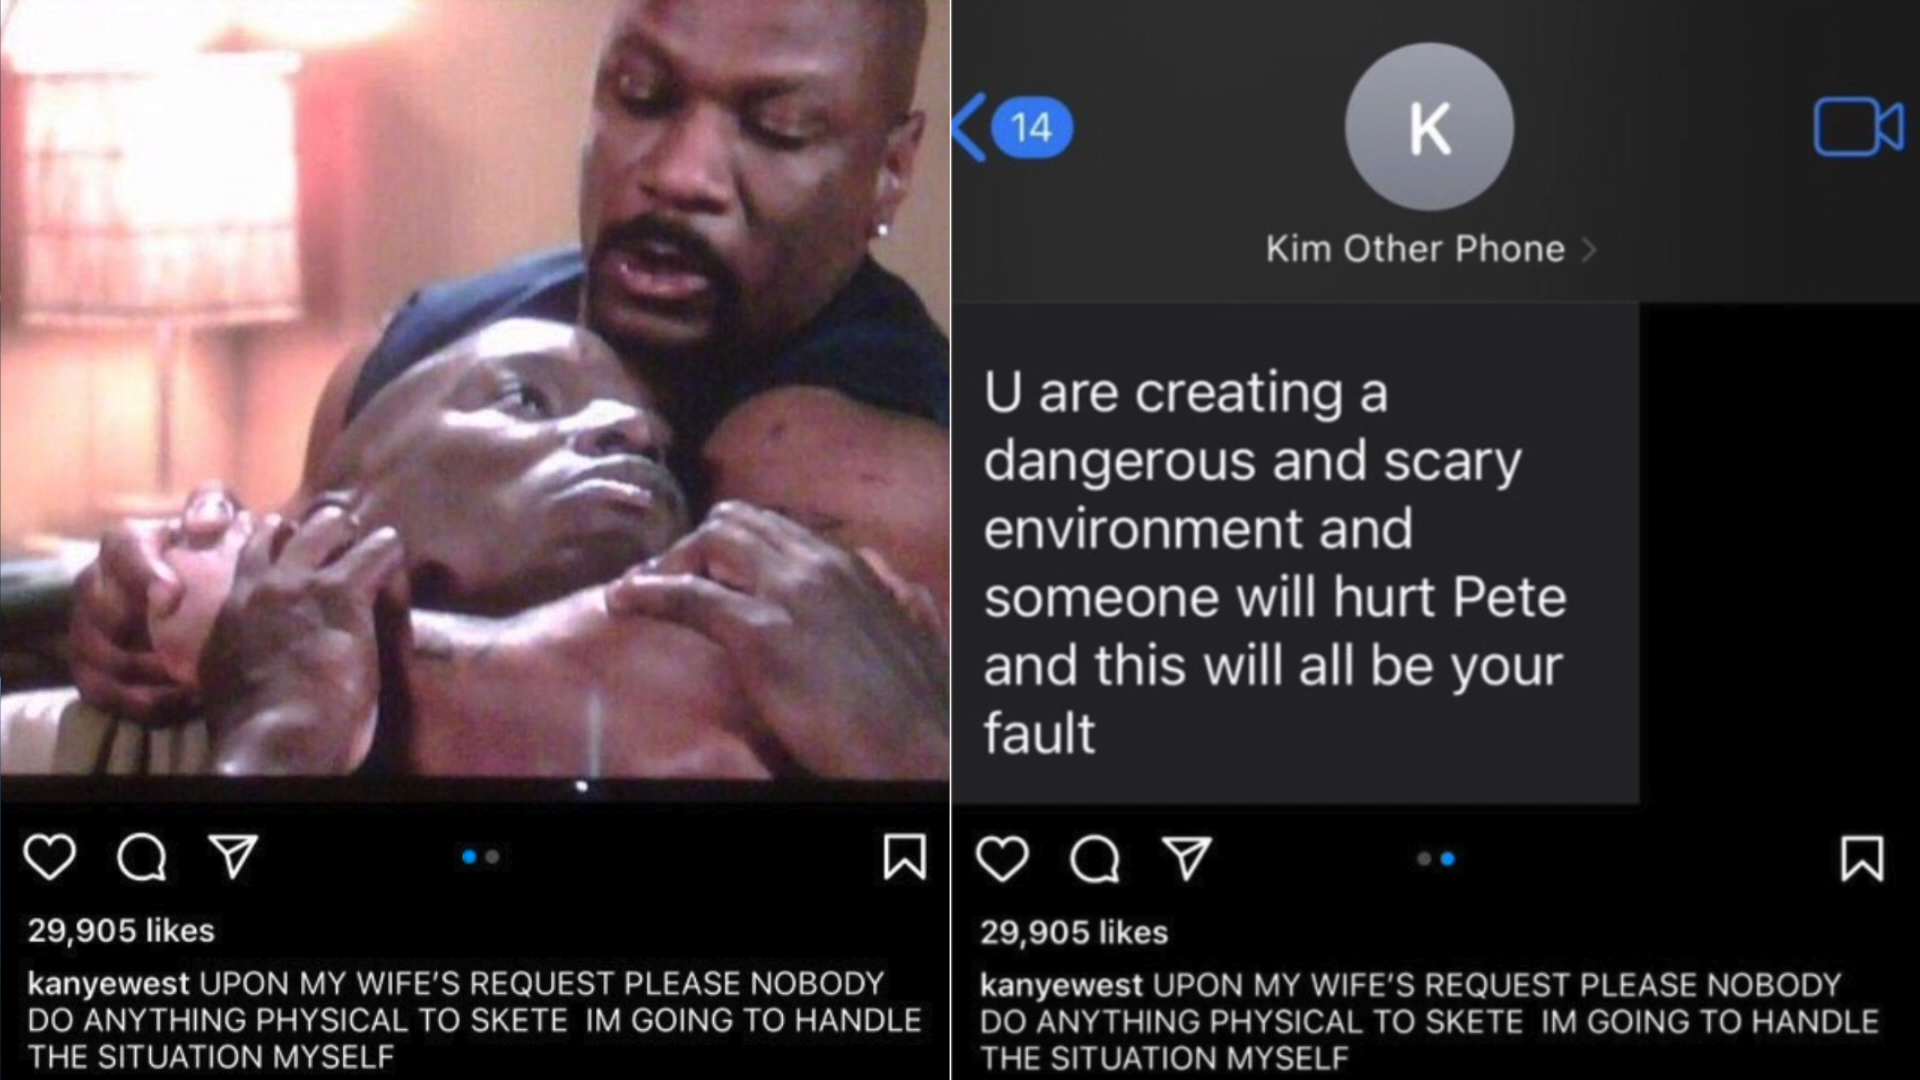 29,905 likes
kanyewest UPON MY WIFE'S REQUEST PLEASE NOBODY
DO ANYTHING PHYSICAL TO SKETE  IM GOING TO HANDLE
THE SITUATION MYSELF
14
K
Kim Other Phone
U are creating a
dangerous and scary
environment and
someone will hurt Pete
and this will all be your
fault
29,905 likes
kanyewest UPON MY WIFE'S REQUEST PLEASE NOBODY
DO ANYTHING PHYSICAL TO SKETE  IM GOING TO HANDLE
THE SITUATION MYSELF